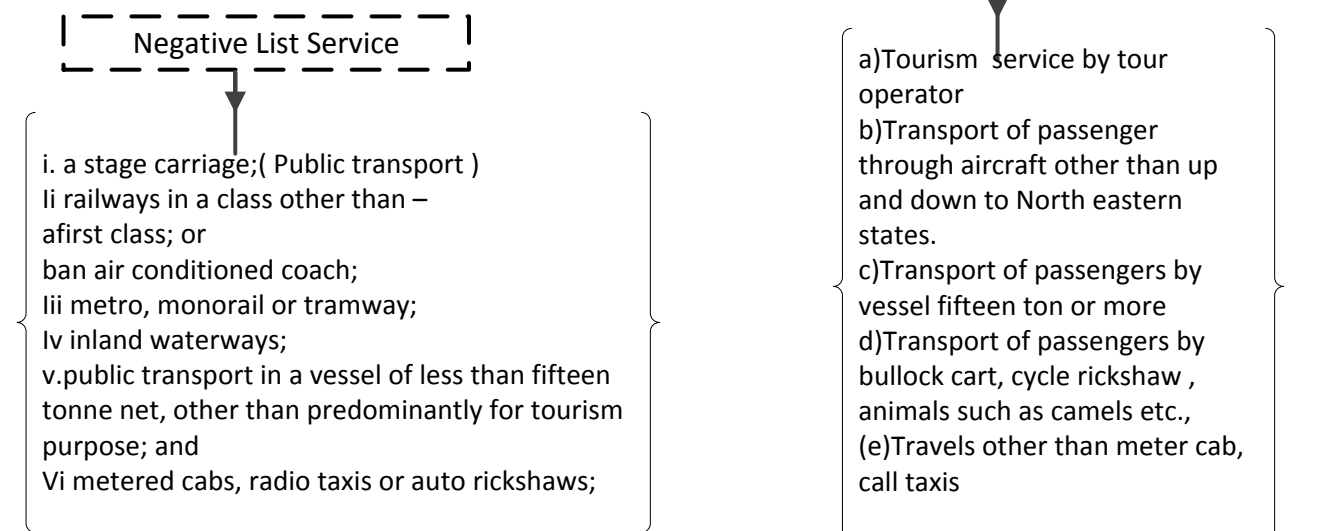 Negative List Service
i. a stage carriage;( Public transport )
Ii railways in a class other than –
afirst class; or
ban air conditioned coach;
Iii metro, monorail or tramway;
Iv inland waterways;
v.public transport in a vessel of less than fifteen
tonne net, other than predominantly for tourism
purpose; and
Vi metered cabs, radio taxis or auto rickshaws;
a)Tourism service by tour
operator
b)Transport of passenger
through aircraft other than up
and down to North eastern
states.
c)Transport of passengers by
vessel fifteen ton or more
d)Transport of passengers by
bullock cart, cycle rickshaw ,
animals such as camels etc.,
(e)Travels other than meter cab,
call taxis